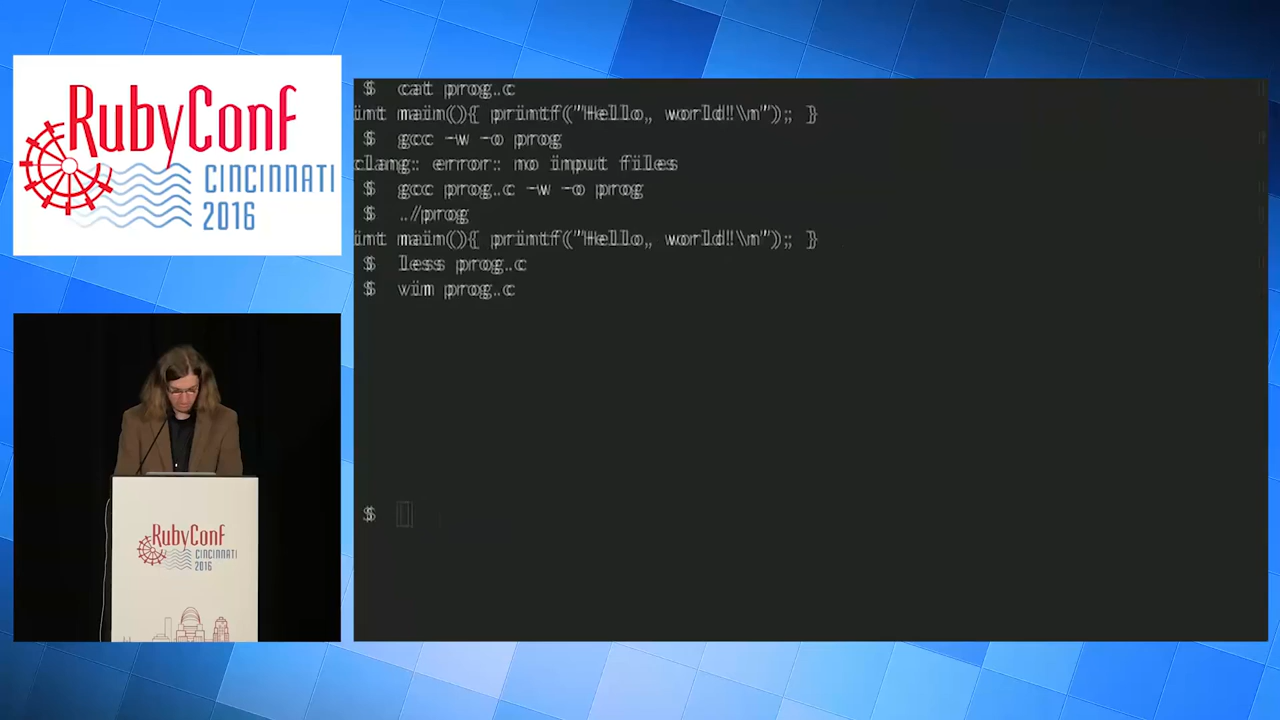 RubyConf
CINCINNATI
2016
$ cat prog.c
int main(){ printf("Hello, world!\n"); }
$ gcc -w -o prog
clang: error: no input files
$ gcc prog.c -w -o prog
$ ./prog
int main(){ printf("Hello, world!\n"); }
$ less prog.c
$ vim prog.c
$
RubyConf
CINCINNATI
2016